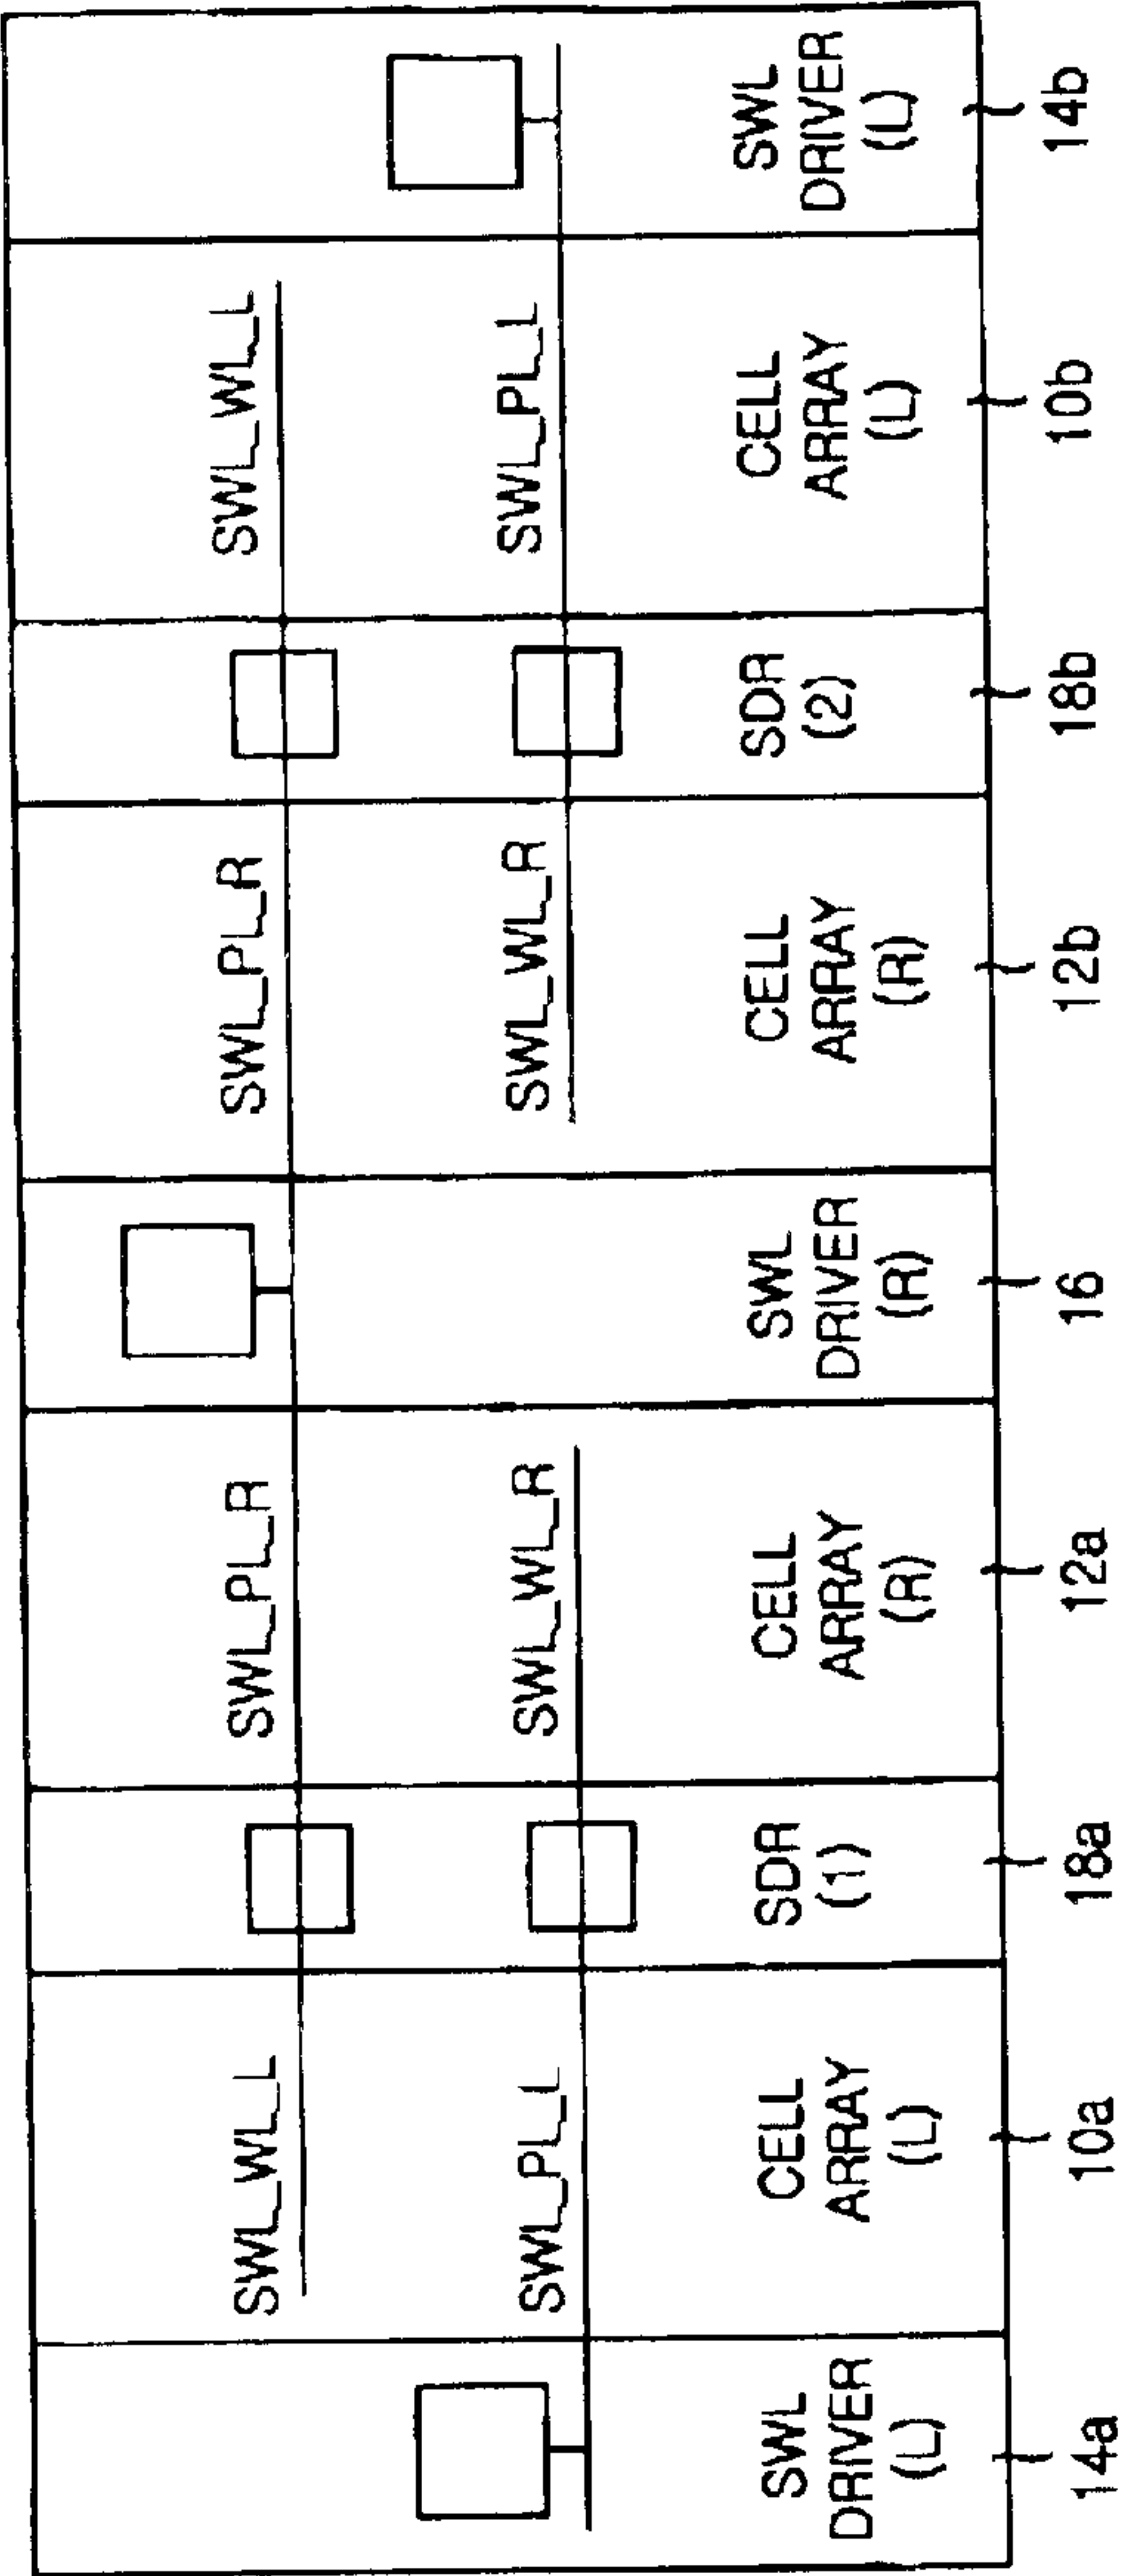 SWL_WL_L
SWL_PL_R
SWL_PL_R
SWL_WL_L
SWL_PL_L
SWL_WL_R
SWL_WL_R
SWL_PL_L
SWL
DRIVER
(L)
CELL
ARRAY
(L)
SDR
(1)
CELL
ARRAY
(R)
SWL
DRIVER
(R)
CELL
ARRAY
(R)
SDR
(2)
CELL
ARRAY
(L)
SWL
DRIVER
(L)
14a
10a
18a
12a
16
12b
18b
10b
14b